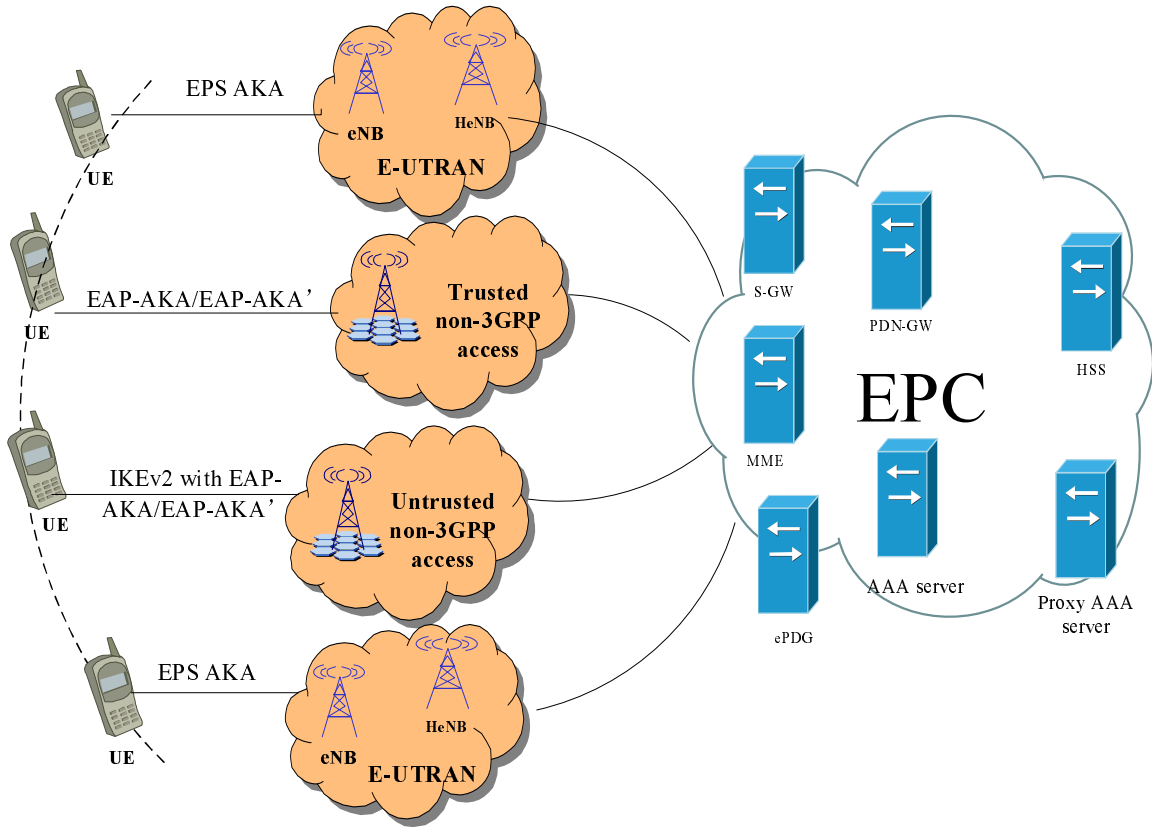 EPS AKA
eNB
HeNB
E-UTRAN
UE
EAP-AKA/EAP-AKA’
Trusted
non-3GPP
access
UE
IKEv2 with EAP-
AKA/EAP-AKA’
Untrusted
non-3GPP
access
UE
EPS AKA
eNB
HeNB
E-UTRAN
UE
S-GW
PDN-GW
HSS
MME
EPC
ePDG
AAA server
Proxy AAA
server